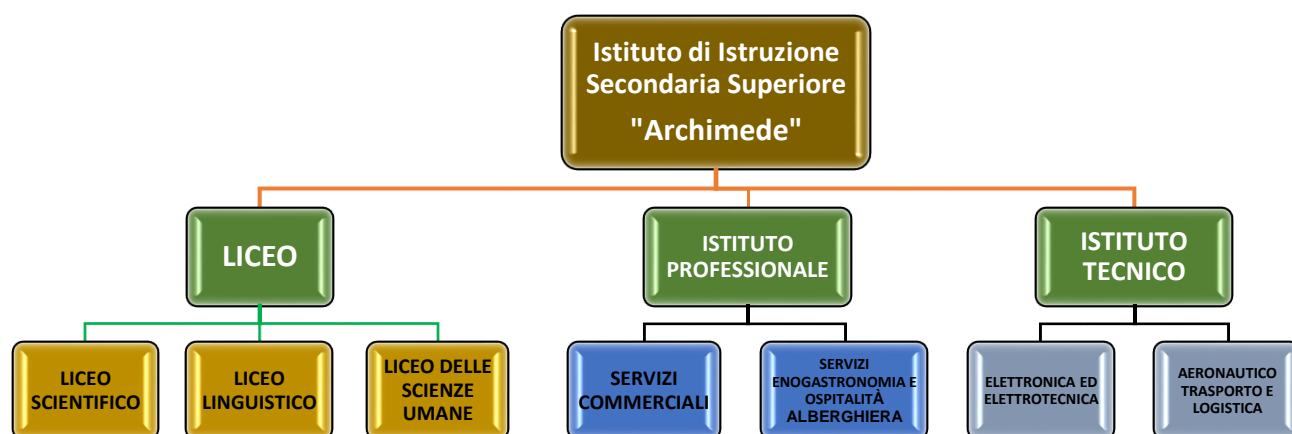 Istituto di Istruzione
Secondaria Superiore
"Archimede"
LICEO
ISTITUTO
PROFESSIONALE
ISTITUTO
TECNICO
LICEO
SCIENTIFICO
LICEO
LINGUISTICO
LICEO DELLE
SCIENZE
UMANE
SERVIZI
COMMERCIALI
SERVIZI
ENOGASTRONOMIA E
OSPITALITÀ
ALBERGHIERA
ELETTRONICA ED
ELETTROTECNICA
AERONAUTICO
TRASPORTO E
LOGISTICA